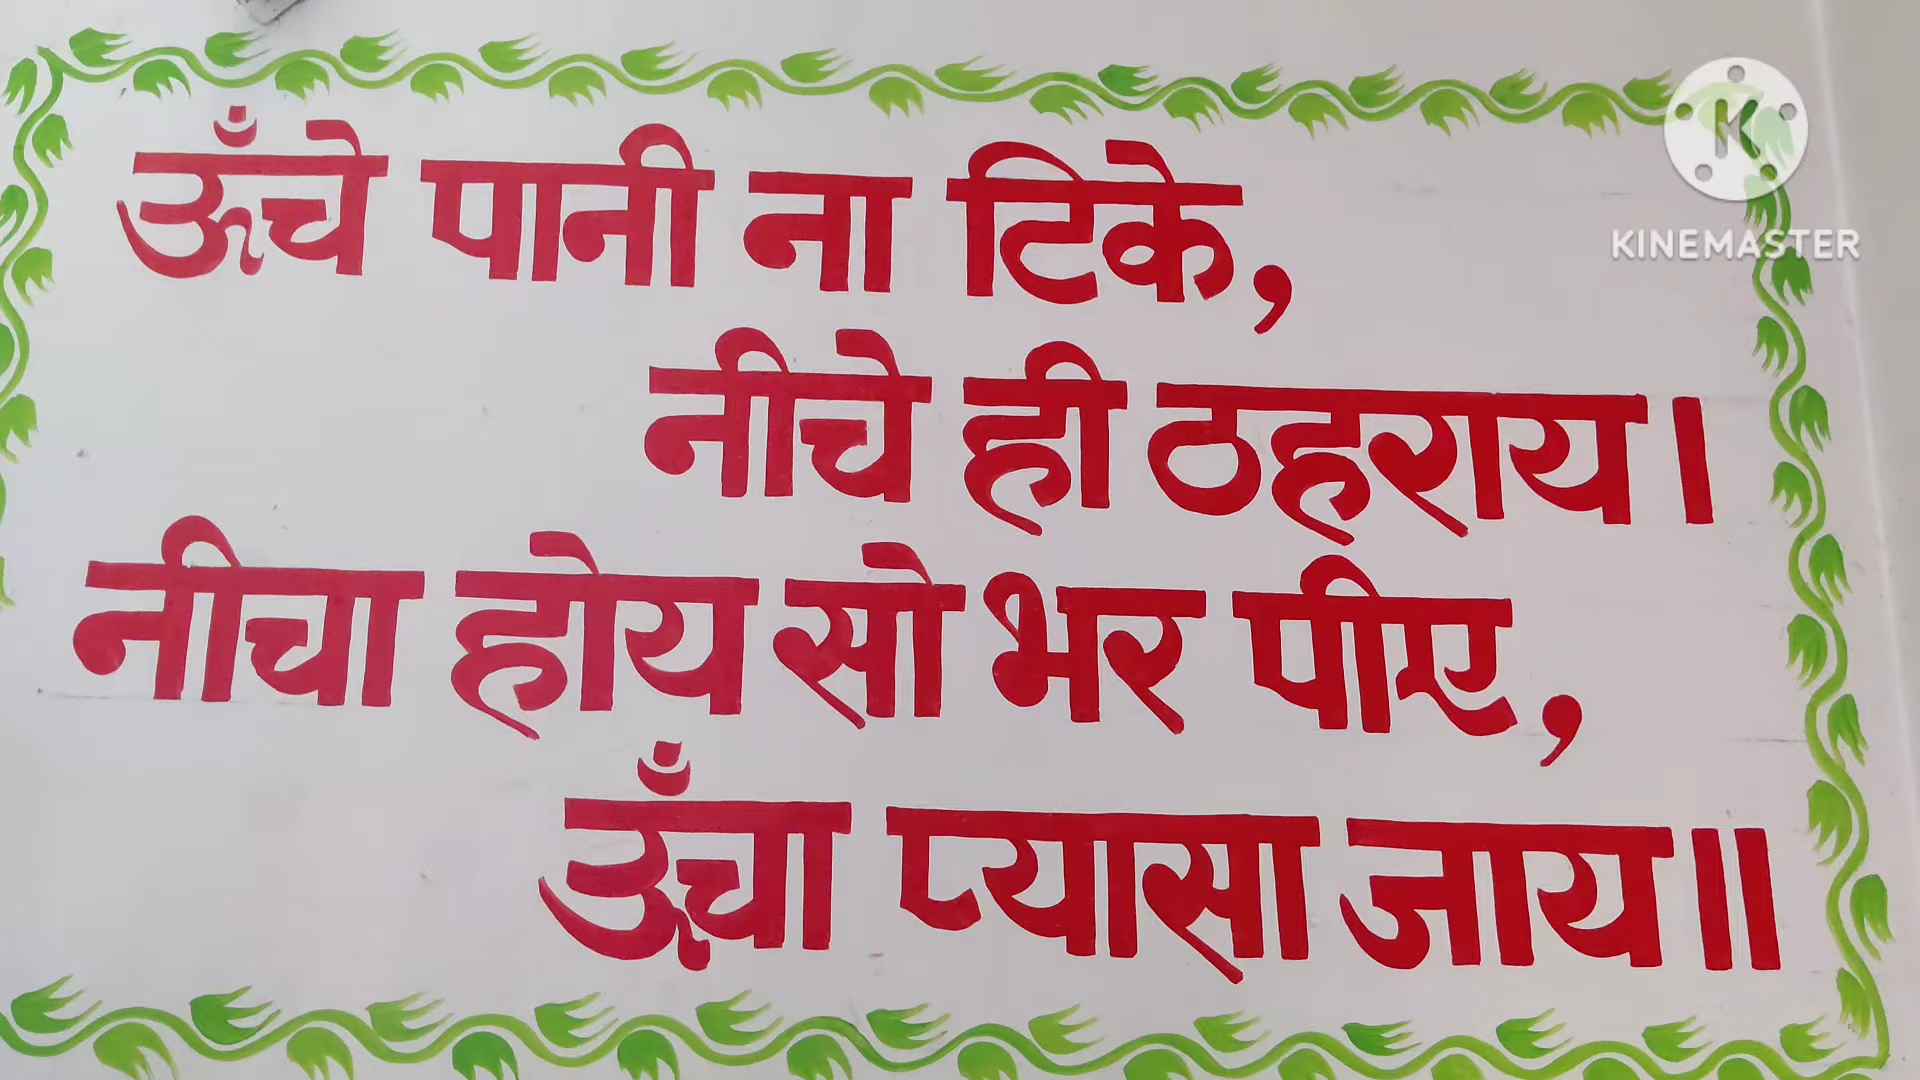 ऊँचे पानी ना टिके,
नीचे ही ठहराय।
नीचा होय सो भर पीए,
ऊँचा प्यासा जाय॥
KINEMASTER